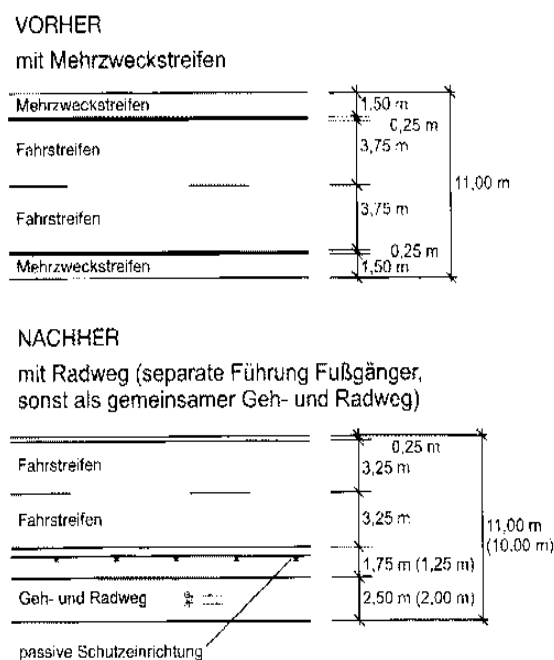 VORHER
mit Mehrzweckstreifen
Mehrzweckstreifen
1,50 m
0,25 m
Fahrstreifen
3,75 m
11,00 m
3,75 m
Fahrstreifen
0,25 m
Mehrzweckstreifen
1,50 m
NACHHER
mit Radweg (separate Führung Fußgänger,
sonst als gemeinsamer Geh- und Radweg)
0,25 m
Fahrstreifen
3,25 m
Fahrstreifen
3,25 m
11,00 m
(10.00 m)
1,75 m (1,25 m)
Geh- und Radweg
2,50 m (2,00 m)
passive Schutzeinrichtung